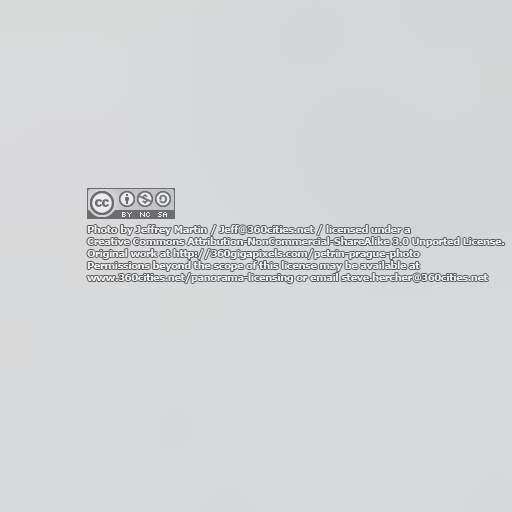 cc BY NC SA
Photo by Jeffrey Martin / Jeff@360cities.net / licensed under a
Creative Commons Attribution-NonCommercial-ShareAlike 3.0 Unported License.
Original work at http://360gigapixels.com/petrin-prague-photo
Permissions beyond the scope of this license may be available at
www.360cities.net/panorama-licensing or email steve.hercher@360cities.net